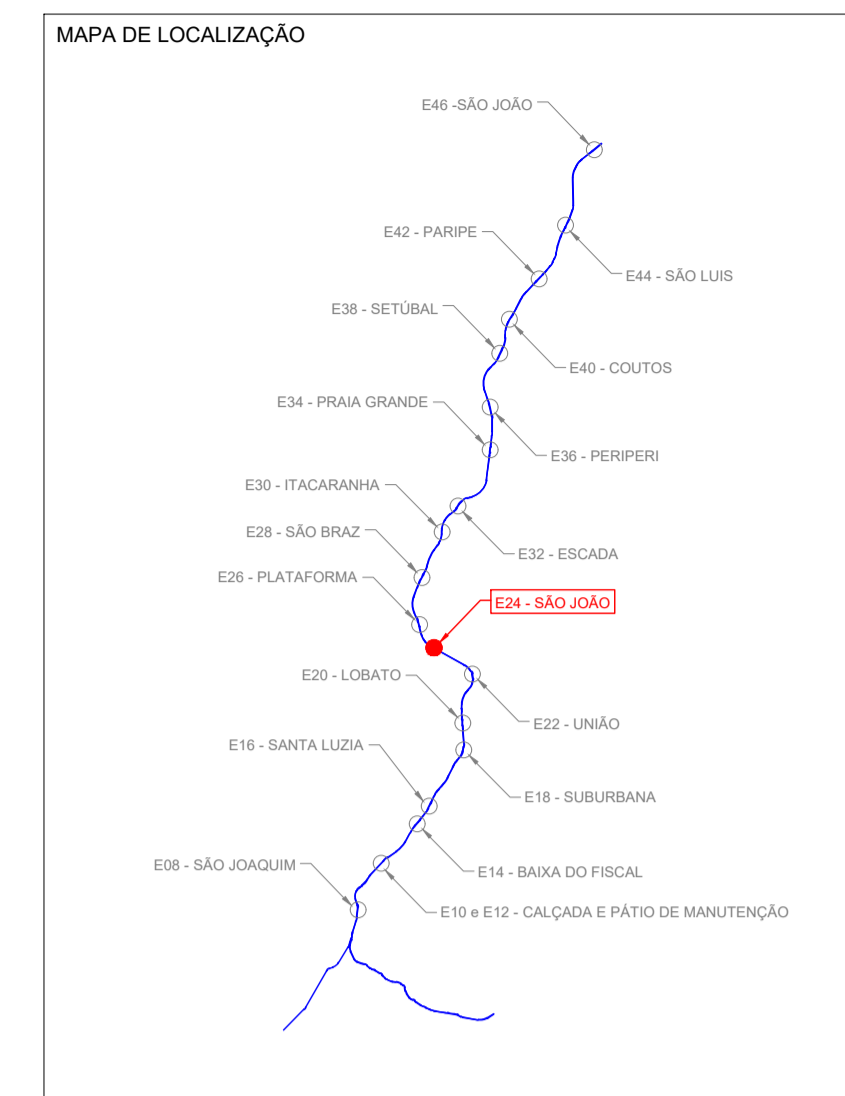 MAPA DE LOCALIZAÇÃO
E46 -SÃO JOÃO
E42 - PARIPE
E44 - SÃO LUIS
E38 - SETÚBAL
E40 - COUTOS
E34 - PRAIA GRANDE
E36 - PERIPERI
E30 - ITACARANHA
E28 - SÃO BRAZ
E32 - ESCADA
E26 - PLATAFORMA
E24 - SÃO JOÃO
E20 - LOBATO
E22 - UNIÃO
E16 - SANTA LUZIA
E18 - SUBURBANA
E08 - SÃO JOAQUIM
E14 - BAIXA DO FISCAL
E10 e E12 - CALÇADA E PÁTIO DE MANUTENÇÃO